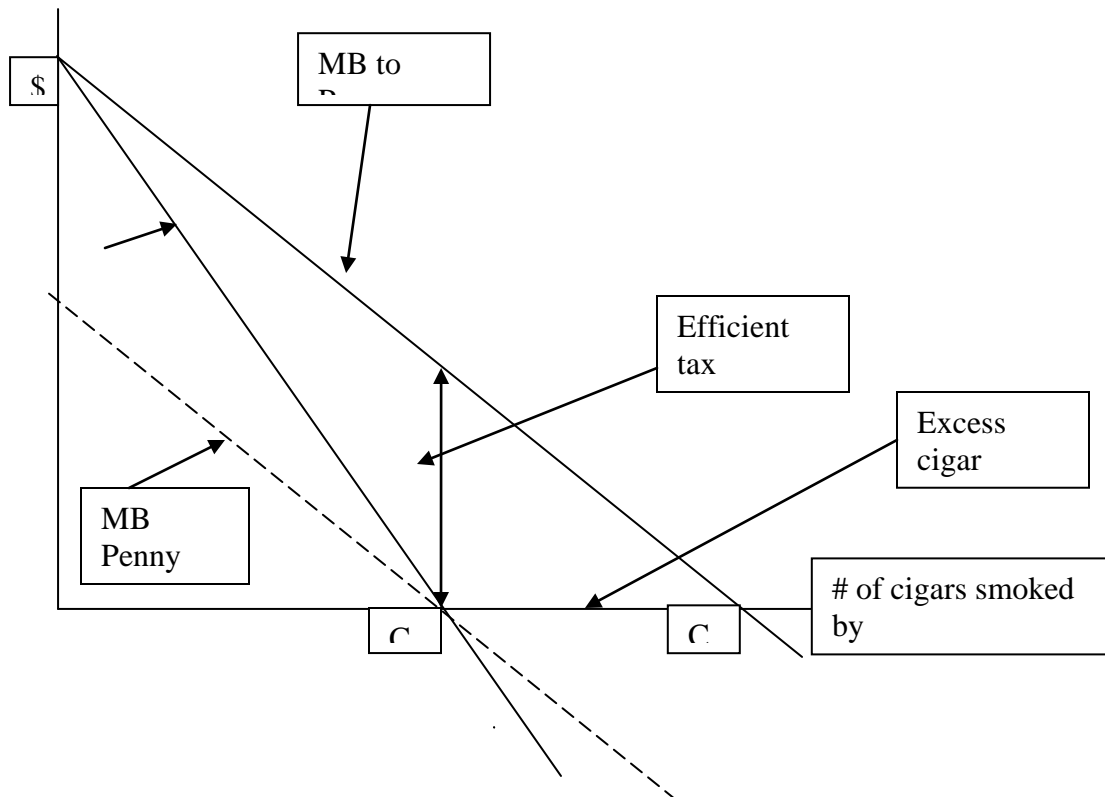 MB to
$
Efficient
tax
Excess
cigar
MB
Penny
# of cigars smoked
by
C
C